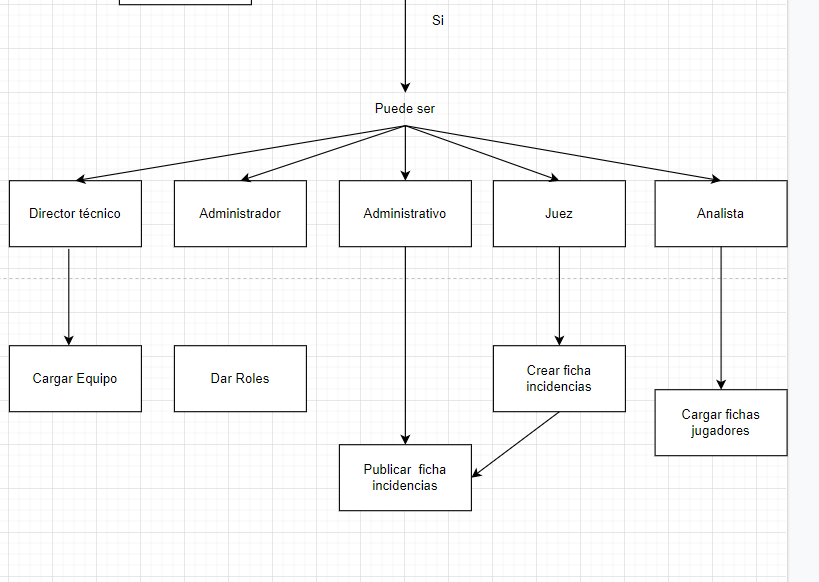 Si
Puede ser
Director técnico
Administrador
Administrativo
Juez
Analista
Cargar Equipo
Dar Roles
Crear ficha
incidencias
Cargar fichas
jugadores
Publicar ficha
incidencias